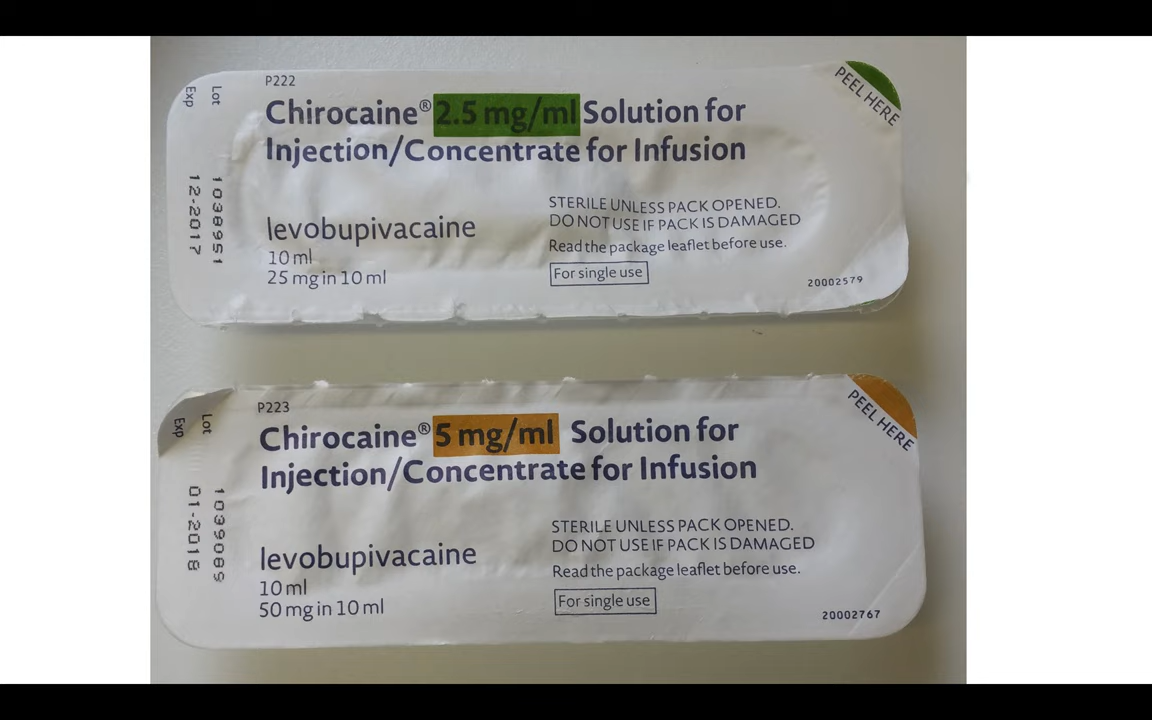 P222
Chirocaine® 2.5 mg/ml Solution for
Injection/Concentrate for Infusion
levobupivacaine
10 ml
25 mg in 10 ml
STERILE UNLESS PACK OPENED.
DO NOT USE IF PACK IS DAMAGED
Read the package leaflet before use.
For single use
20002579
PEEL HERE
Lot 1038951
Exp 12-2017
P223
Chirocaine® 5 mg/ml Solution for
Injection/Concentrate for Infusion
levobupivacaine
10 ml
50 mg in 10 ml
STERILE UNLESS PACK OPENED.
DO NOT USE IF PACK IS DAMAGED
Read the package leaflet before use.
For single use
20002767
PEEL HERE
Lot 1039089
Exp 01-2018